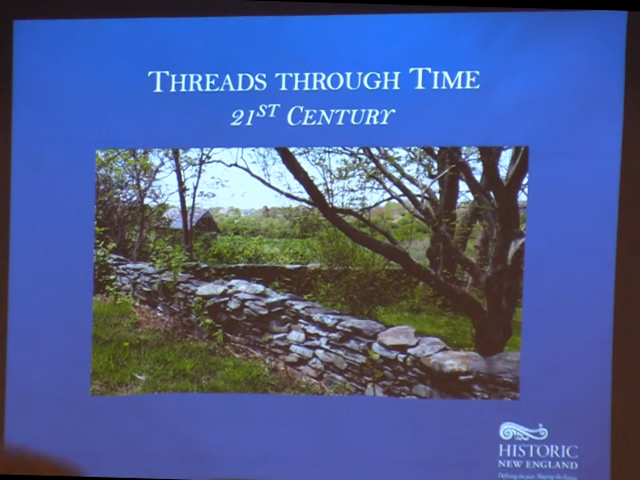 THREADS THROUGH TIME
21ST CENTURY
HISTORIC
NEW ENGLAND